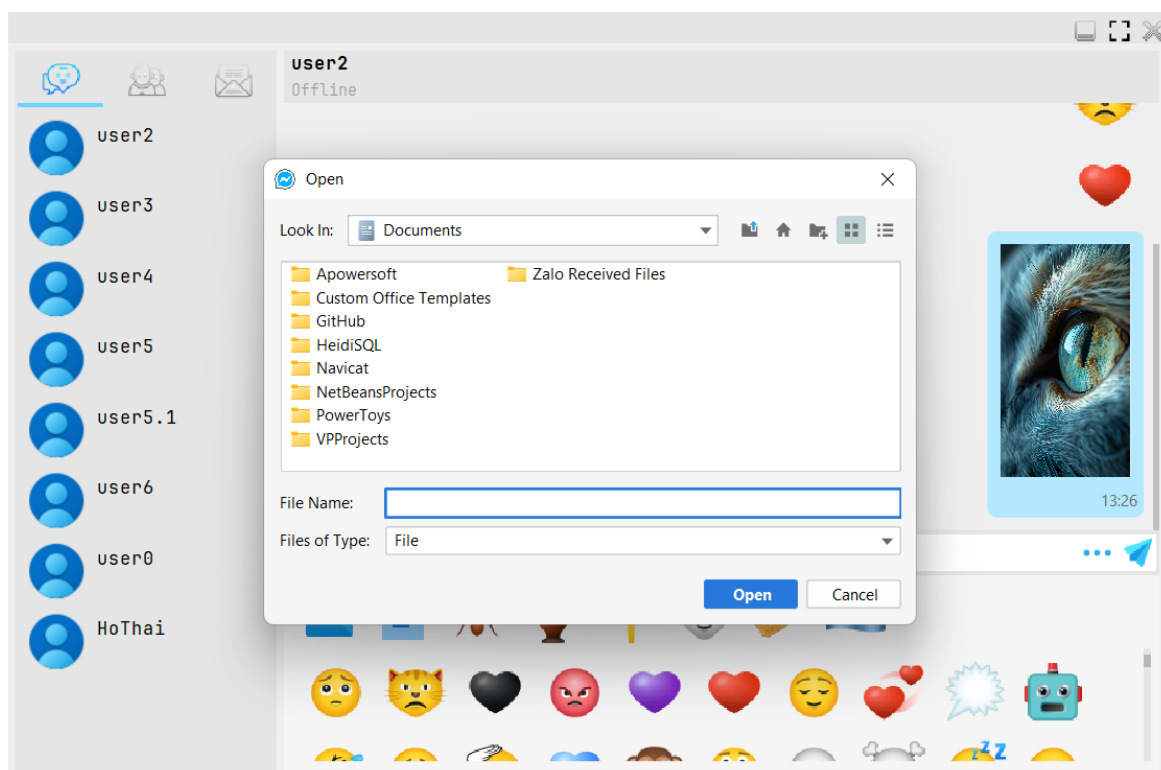 user2
Offline
user2
user3
user4
user5
user5.1
user6
user0
HoThai
Open
Look In: Documents
Apowersoft Zalo Received Files
Custom Office Templates
GitHub
HeidiSQL
Navicat
NetBeansProjects
PowerToys
VPProjects
File Name:
Files of Type: File
Open Cancel
13:26